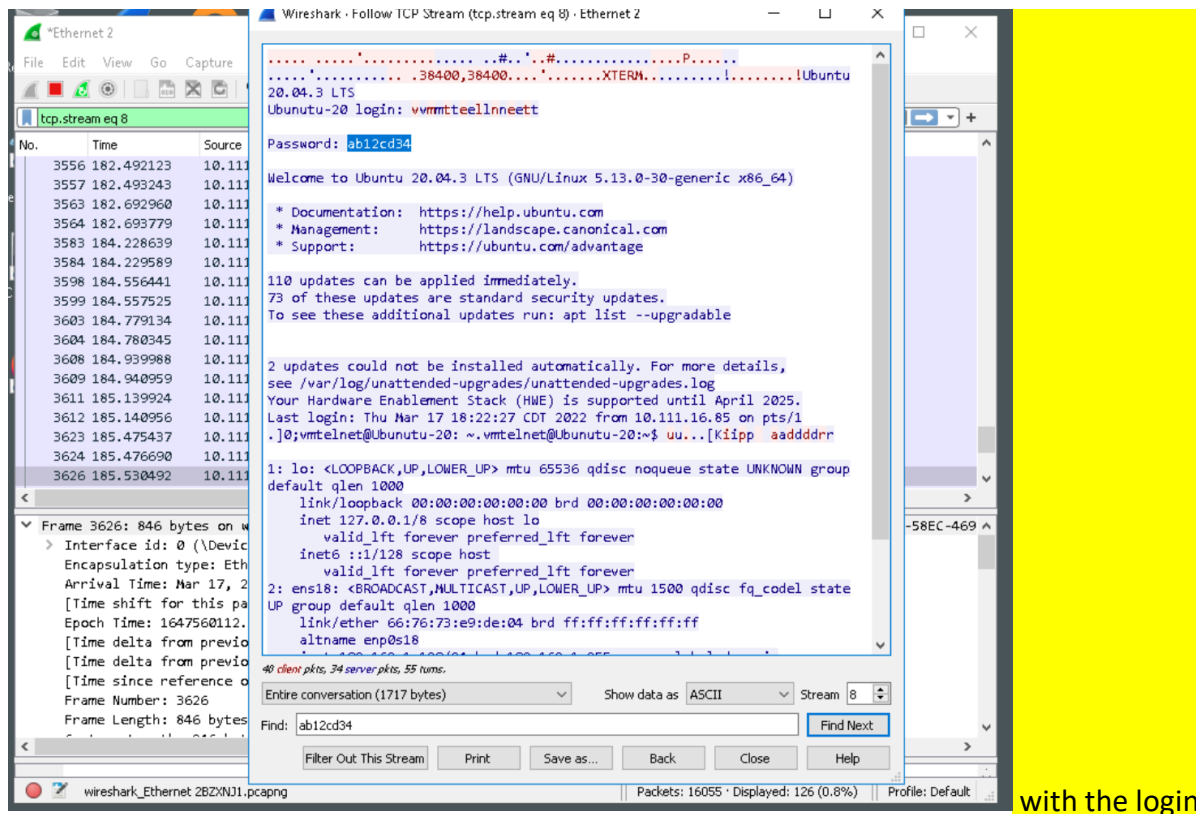 *Ethernet 2
Wireshark · Follow TCP Stream (tcp.stream eq 8) · Ethernet 2
File Edit View Go Capture
tcp.stream eq 8
No. Time Source
3556 182.492123 10.111
3557 182.493243 10.111
3563 182.692960 10.111
3564 182.693779 10.111
3583 184.228639 10.111
3584 184.229589 10.111
3598 184.556441 10.111
3599 184.557525 10.111
3603 184.779134 10.111
3604 184.780345 10.111
3608 184.939988 10.111
3609 184.940959 10.111
3611 185.139924 10.111
3612 185.140956 10.111
3623 185.475437 10.111
3624 185.476690 10.111
3626 185.530492 10.111
Frame 3626: 846 bytes on w
Interface id: 0 (\Devic
Encapsulation type: Eth
Arrival Time: Mar 17, 2
[Time shift for this pa
Epoch Time: 1647560112.
[Time delta from previo
[Time delta from previo
[Time since reference o
Frame Number: 3626
Frame Length: 846 bytes
-58EC-469
..... .....'............. ..#..'..#..............P......
.....'.......... .38400,38400....'.......XTERM..........!........!Ubuntu
20.04.3 LTS
Ubunutu-20 login: vvmmtteellnneett
Password: ab12cd34
Welcome to Ubuntu 20.04.3 LTS (GNU/Linux 5.13.0-30-generic x86_64)
* Documentation: https://help.ubuntu.com
* Management: https://landscape.canonical.com
* Support: https://ubuntu.com/advantage
110 updates can be applied immediately.
73 of these updates are standard security updates.
To see these additional updates run: apt list --upgradable
2 updates could not be installed automatically. For more details,
see /var/log/unattended-upgrades/unattended-upgrades.log
Your Hardware Enablement Stack (HWE) is supported until April 2025.
Last login: Thu Mar 17 18:22:27 CDT 2022 from 10.111.16.85 on pts/1
.]0;vmtelnet@Ubunutu-20: ~.vmtelnet@Ubunutu-20:~$ uu...[Kiipp aaddddrr
1: lo: <LOOPBACK,UP,LOWER_UP> mtu 65536 qdisc noqueue state UNKNOWN group
default qlen 1000
link/loopback 00:00:00:00:00:00 brd 00:00:00:00:00:00
inet 127.0.0.1/8 scope host lo
valid_lft forever preferred_lft forever
inet6 ::1/128 scope host
valid_lft forever preferred_lft forever
2: ens18: <BROADCAST,MULTICAST,UP,LOWER_UP> mtu 1500 qdisc fq_codel state
UP group default qlen 1000
link/ether 66:76:73:e9:de:04 brd ff:ff:ff:ff:ff:ff
altname enp0s18
40 client pkts, 34 server pkts, 55 turns.
Entire conversation (1717 bytes) Show data as ASCII Stream 8
Find: ab12cd34 Find Next
Filter Out This Stream Print Save as... Back Close Help
wireshark_Ethernet 2BZXNJ1.pcapng Packets: 16055 · Displayed: 126 (0.8%) Profile: Default
with the login